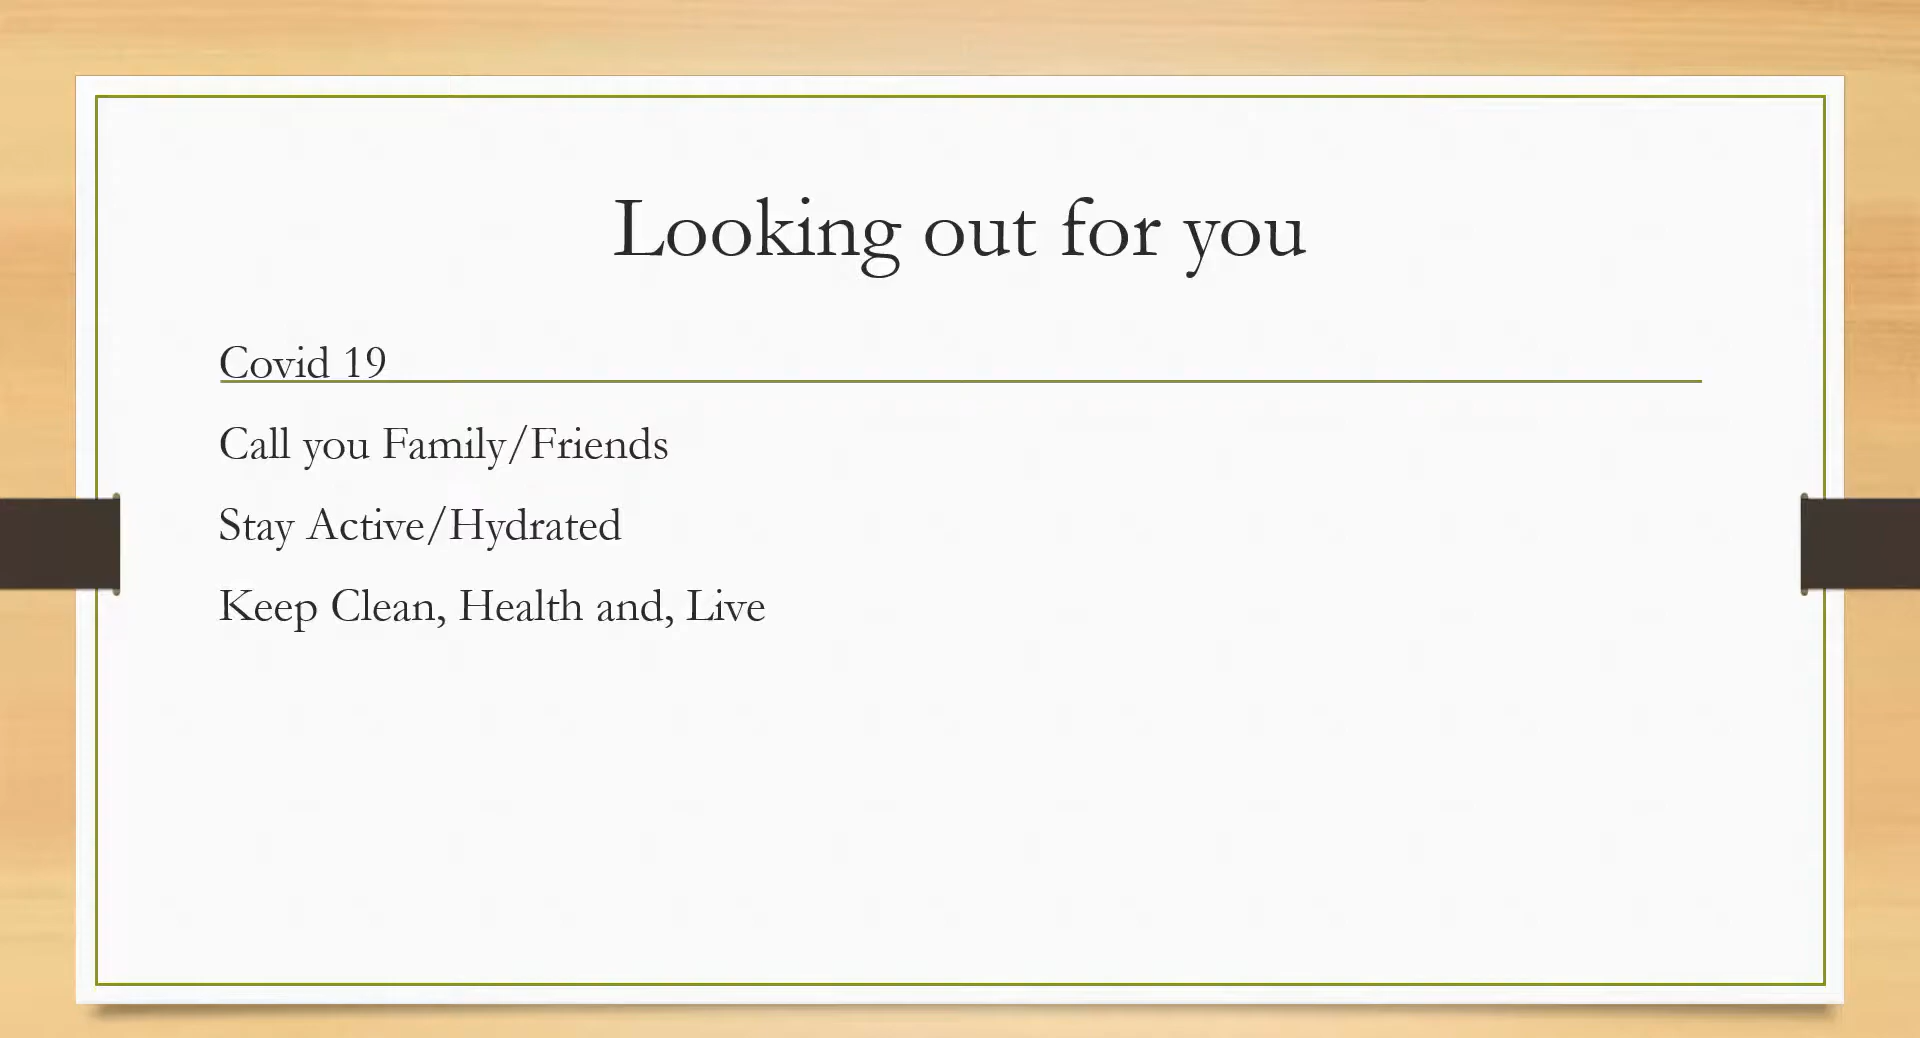 Looking out for you
Covid 19
Call you Family/Friends
Stay Active/Hydrated
Keep Clean, Health and, Live